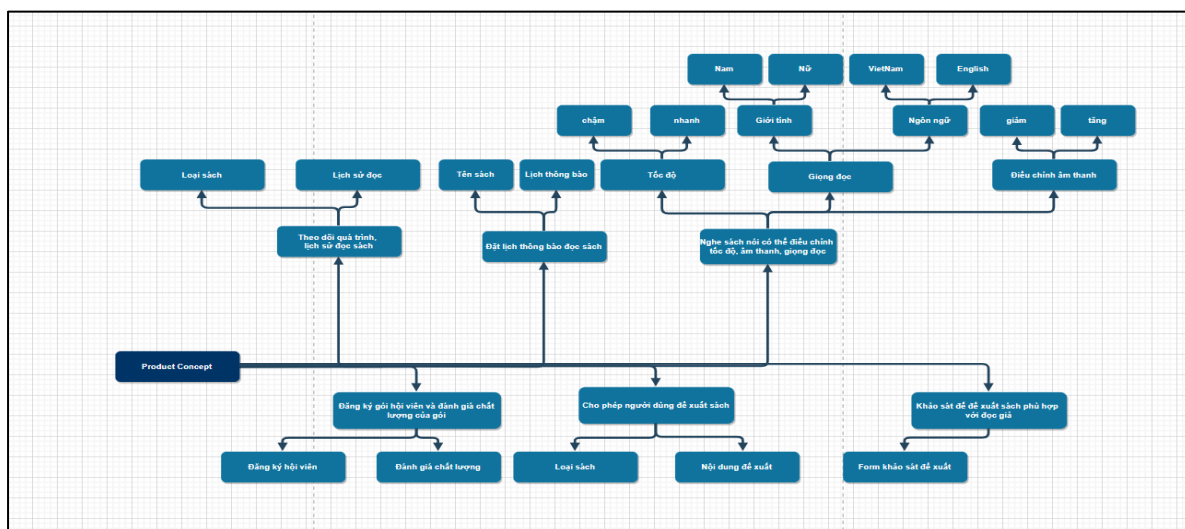 Nam
Nữ
VietNam
English
chậm
nhanh
Giới tính
Ngôn ngữ
giảm
tăng
Loại sách
Lịch sử đọc
Tên sách
Lịch thông báo
Tốc độ
Giọng đọc
Điều chỉnh âm thanh
Theo dõi quá trình,
lịch sử đọc sách
Đặt lịch thông báo đọc sách
Nghe sách nói có thể điều chỉnh
tốc độ, âm thanh, giọng đọc
Product Concept
Đăng ký gói hội viên và đánh giá chất
lượng của gói
Cho phép người dùng đề xuất sách
Khảo sát để đề xuất sách phù hợp
với đọc giả
Đăng ký hội viên
Đánh giá chất lượng
Loại sách
Nội dung đề xuất
Form khảo sát đề xuất